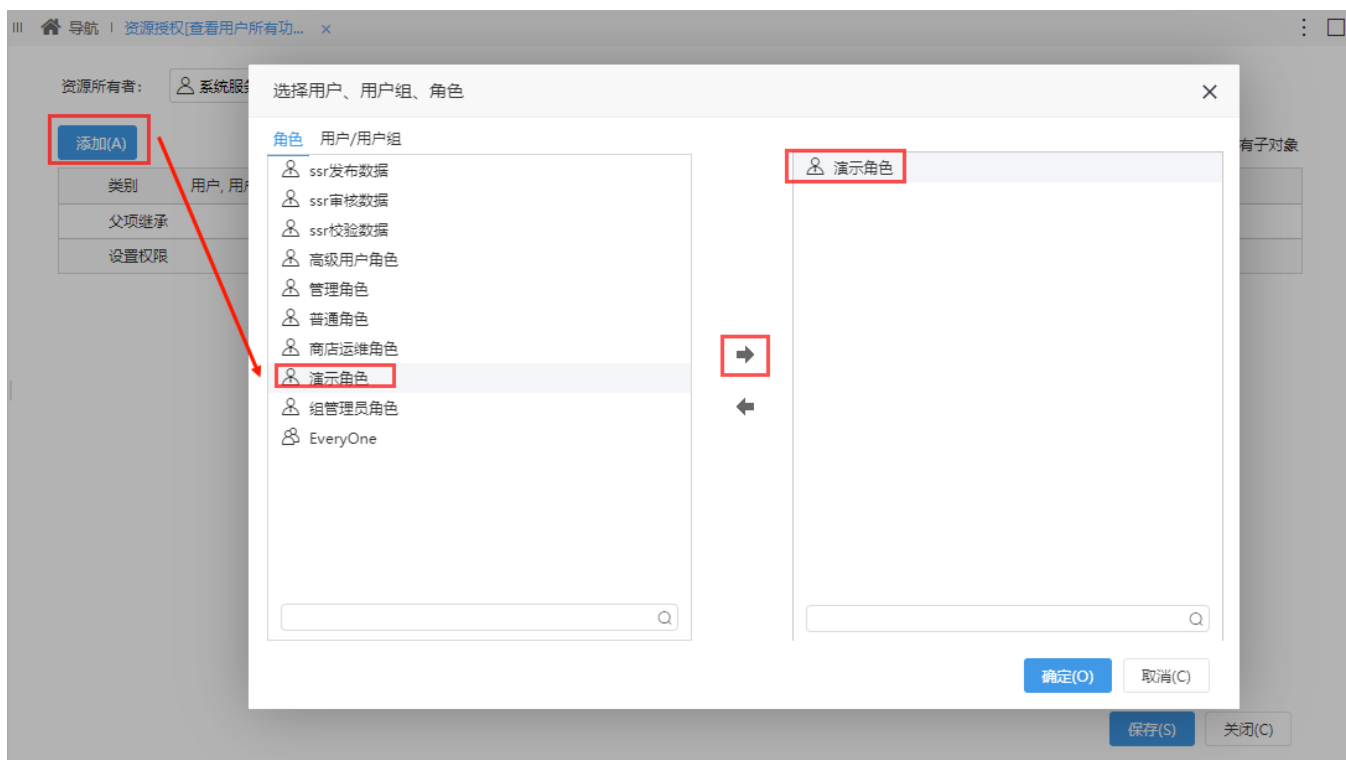 导航 | 资源授权[查看用户所有功... ×
资源所有者: 系统服
选择用户、用户组、角色
添加(A)
有子对象
角色 用户/用户组
类别 用户, 用
父项继承
设置权限
ssr发布数据
ssr审核数据
ssr校验数据
高级用户角色
管理角色
普通角色
商店运维角色
演示角色
组管理员角色
EveryOne
演示角色
确定(O) 取消(C)
保存(S) 关闭(C)